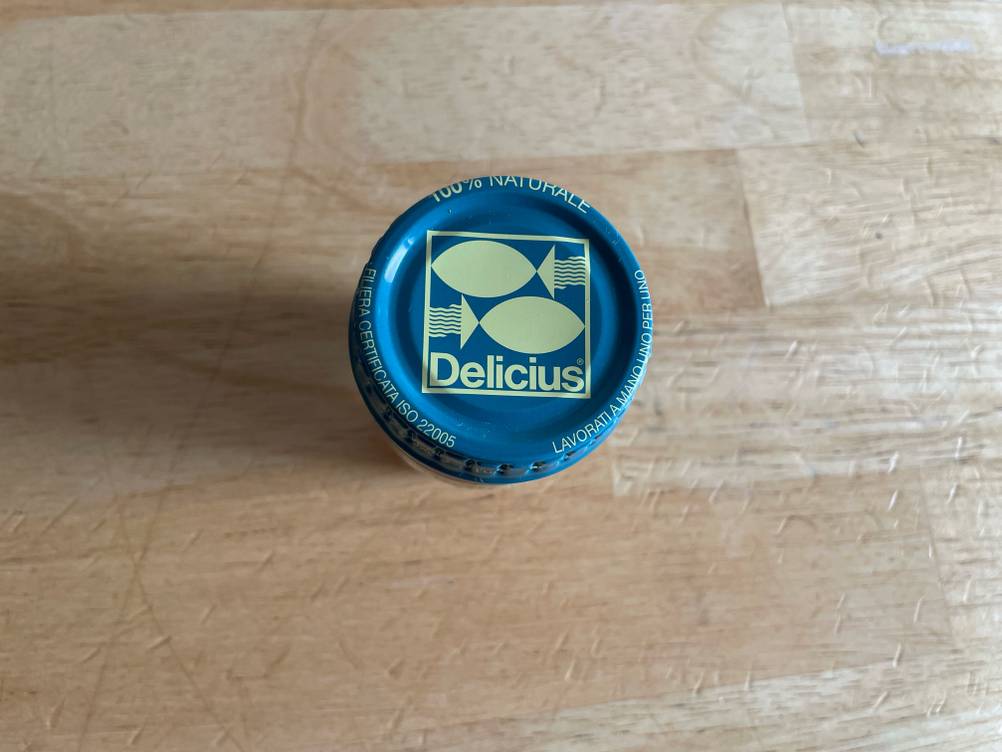 100% NATURALE
Delicius®
FILIERA CERTIFICATA ISO 22005
LAVORATI A MANO UNO PER UNO